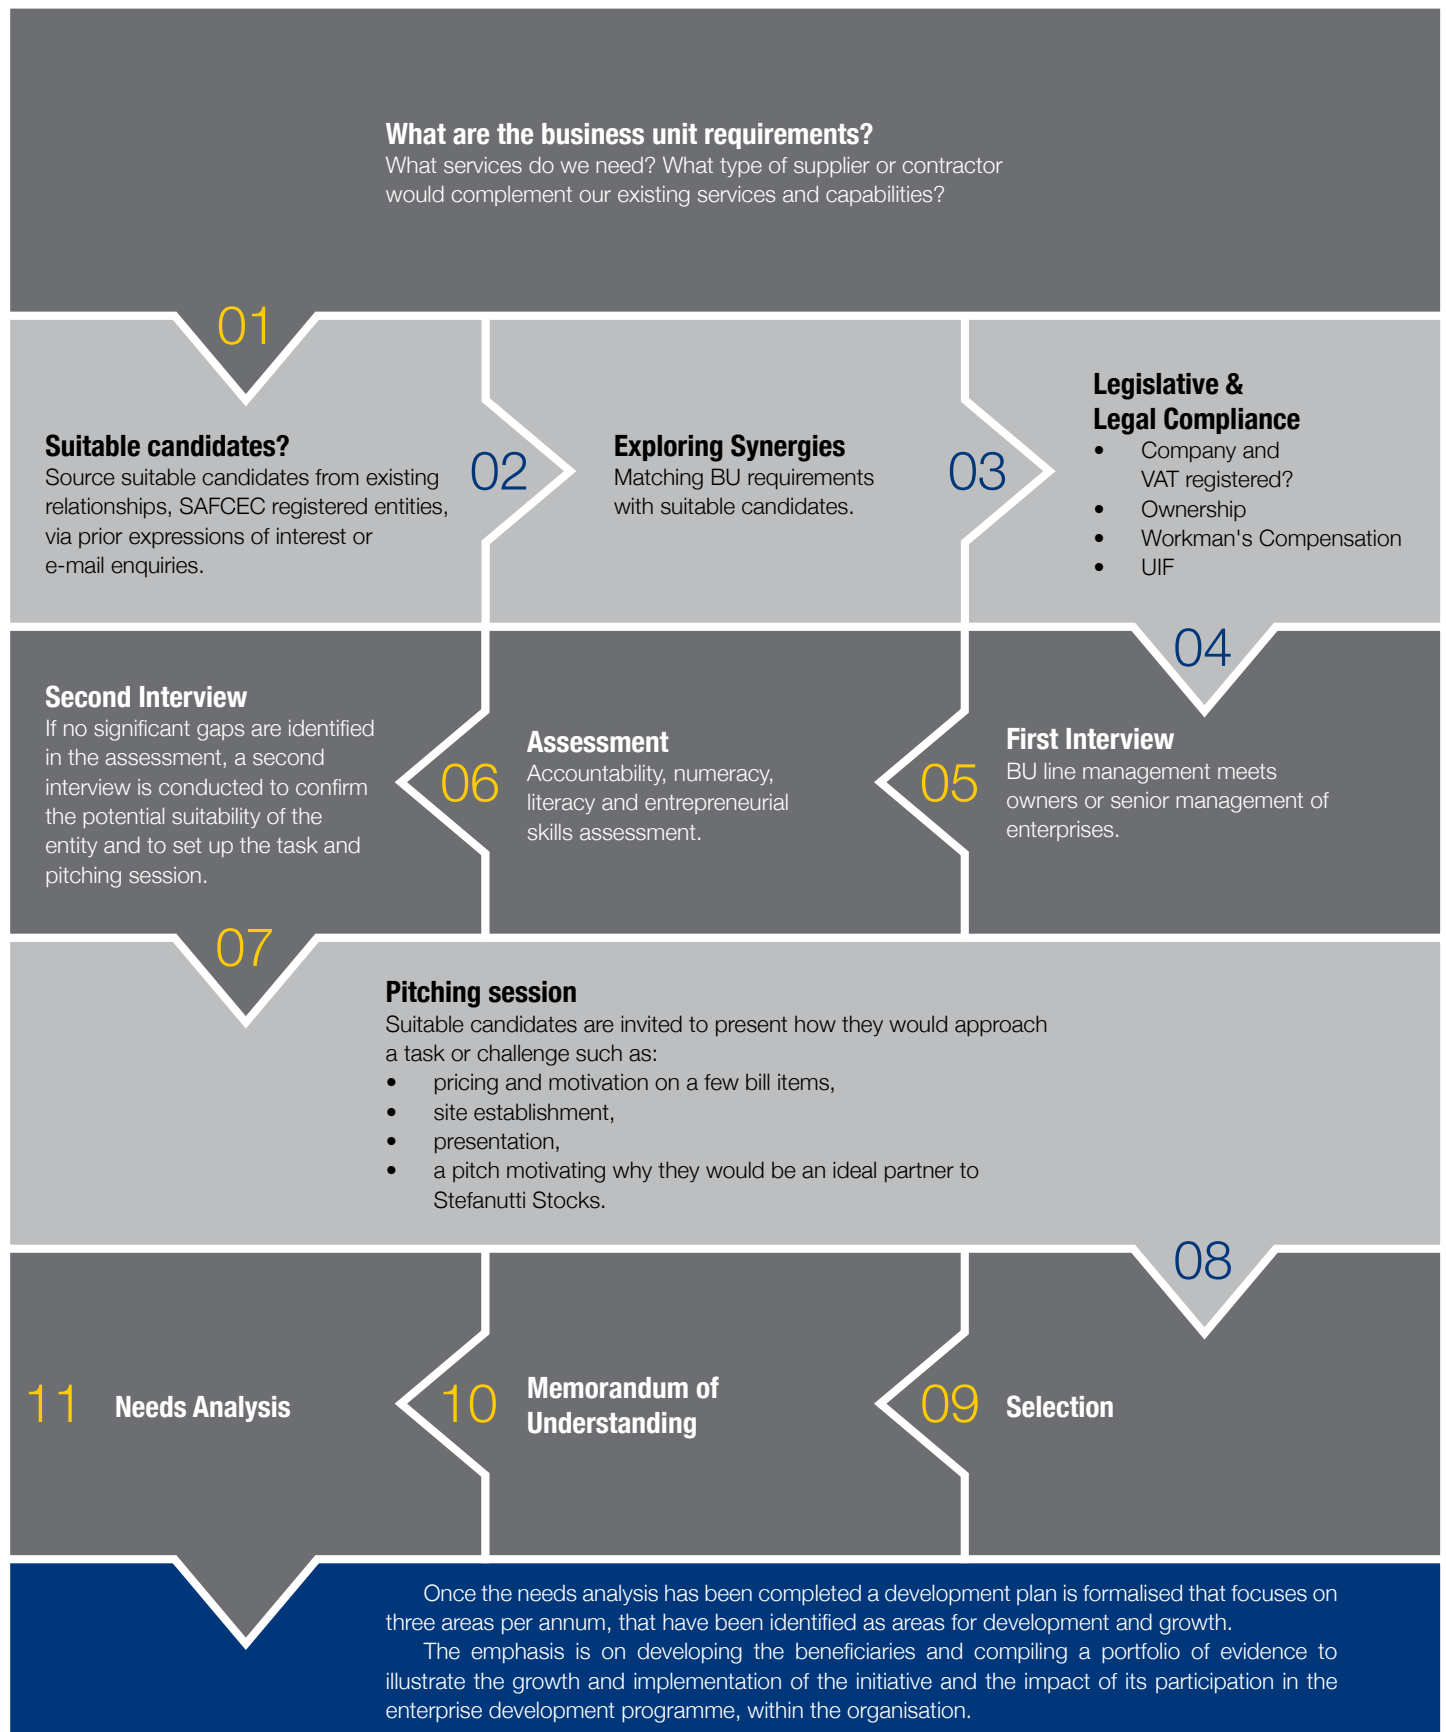 What are the business unit requirements?
What services do we need? What type of supplier or contractor
would complement our existing services and capabilities?
01
Suitable candidates?
Source suitable candidates from existing
relationships, SAFCEC registered entities,
via prior expressions of interest or
e-mail enquiries.
02
Exploring Synergies
Matching BU requirements
with suitable candidates.
03
Legislative &
Legal Compliance
• Company and
VAT registered?
• Ownership
• Workman's Compensation
• UIF
04
First Interview
BU line management meets
owners or senior management of
enterprises.
05
Assessment
Accountability, numeracy,
literacy and entrepreneurial
skills assessment.
06
Second Interview
If no significant gaps are identified
in the assessment, a second
interview is conducted to confirm
the potential suitability of the
entity and to set up the task and
pitching session.
07
Pitching session
Suitable candidates are invited to present how they would approach
a task or challenge such as:
• pricing and motivation on a few bill items,
• site establishment,
• presentation,
• a pitch motivating why they would be an ideal partner to
Stefanutti Stocks.
08
09
Selection
10
Memorandum of
Understanding
11
Needs Analysis
Once the needs analysis has been completed a development plan is formalised that focuses on
three areas per annum, that have been identified as areas for development and growth.
The emphasis is on developing the beneficiaries and compiling a portfolio of evidence to
illustrate the growth and implementation of the initiative and the impact of its participation in the
enterprise development programme, within the organisation.